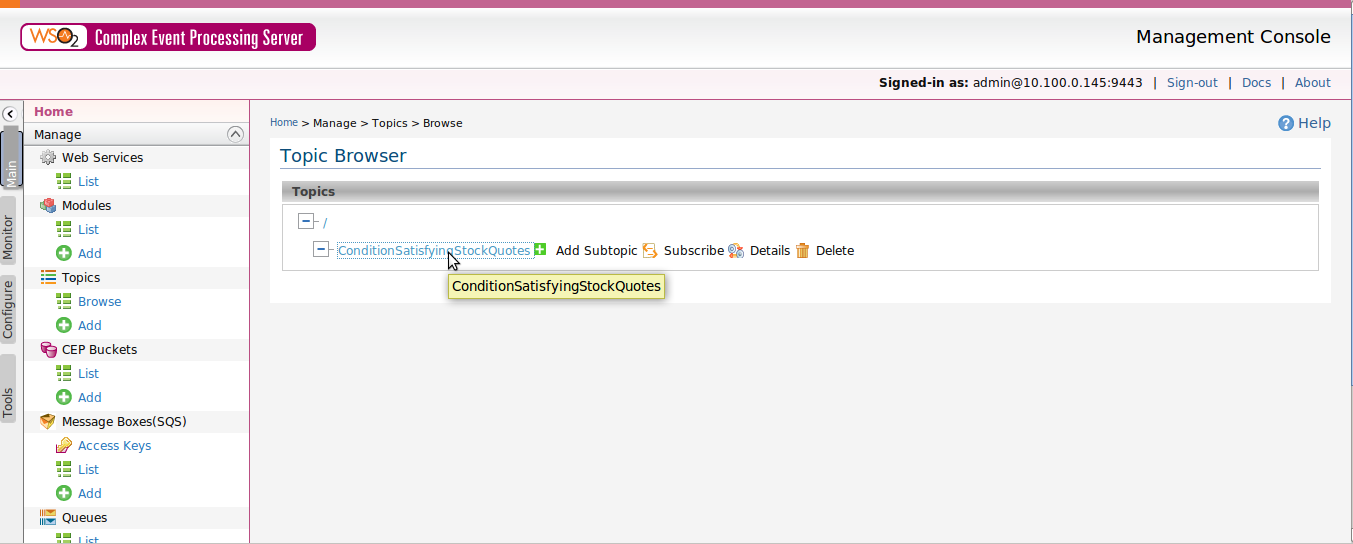 WSO2 Complex Event Processing Server
Management Console
Signed-in as: admin@10.100.0.145:9443 | Sign-out | Docs | About
Main
Monitor
Configure
Tools
Home
Manage
Web Services
List
Modules
List
Add
Topics
Browse
Add
CEP Buckets
List
Add
Message Boxes(SQS)
Access Keys
List
Add
Queues
List
Home > Manage > Topics > Browse
Help
Topic Browser
Topics
/
ConditionSatisfyingStockQuotes Add Subtopic Subscribe Details Delete
ConditionSatisfyingStockQuotes